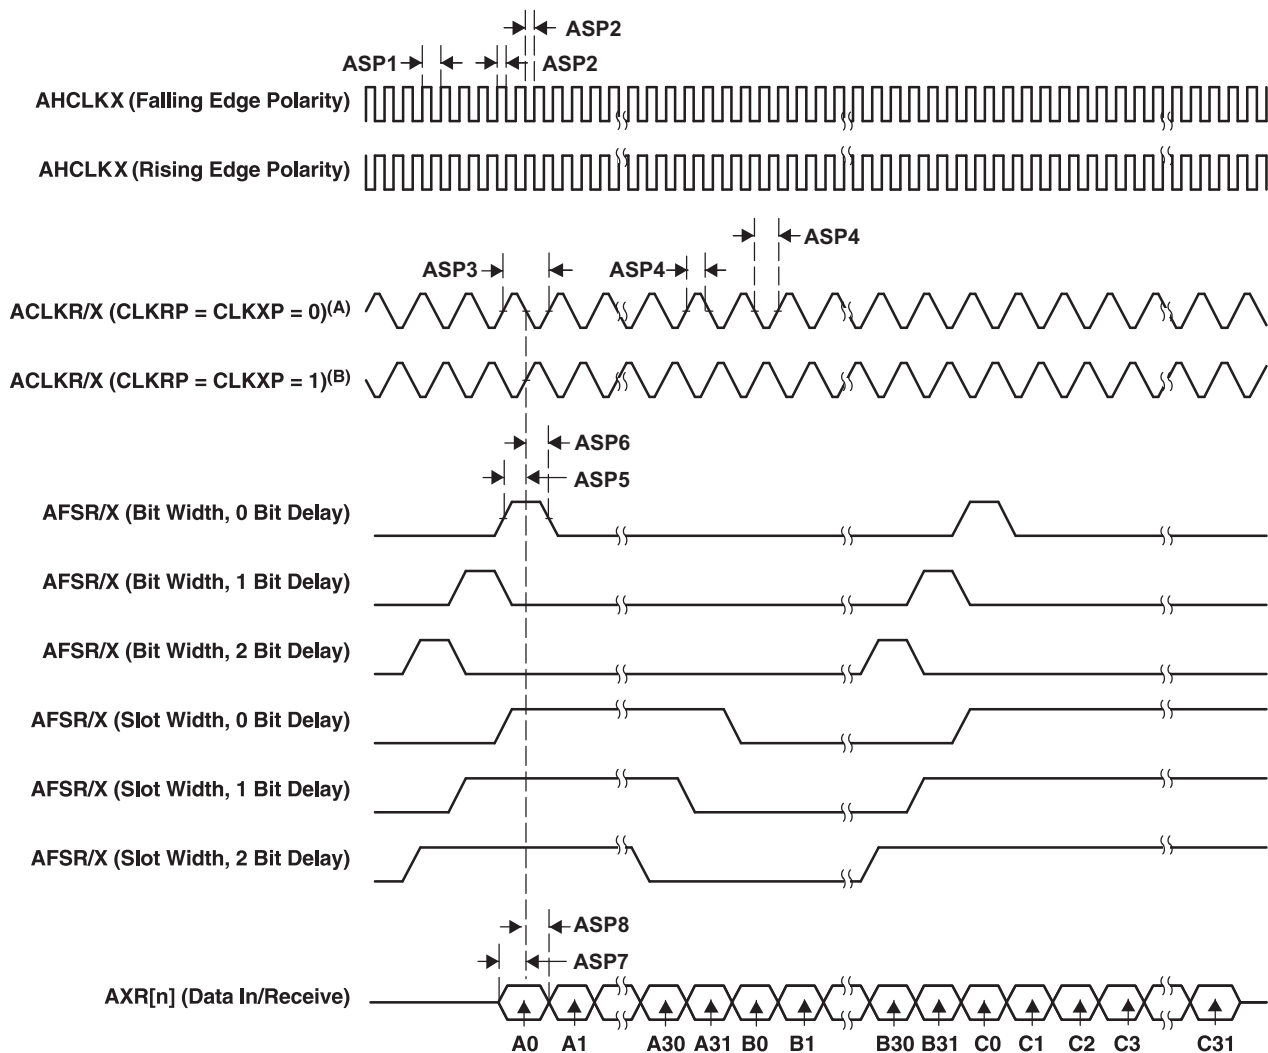 ASP2
ASP1 ASP2
AHCLKX (Falling Edge Polarity)
AHCLKX (Rising Edge Polarity)
ASP4
ASP3 ASP4
ACLKR/X (CLKRP = CLKXP = 0)(A)
ACLKR/X (CLKRP = CLKXP = 1)(B)
ASP6
ASP5
AFSR/X (Bit Width, 0 Bit Delay)
AFSR/X (Bit Width, 1 Bit Delay)
AFSR/X (Bit Width, 2 Bit Delay)
AFSR/X (Slot Width, 0 Bit Delay)
AFSR/X (Slot Width, 1 Bit Delay)
AFSR/X (Slot Width, 2 Bit Delay)
ASP8
ASP7
AXR[n] (Data In/Receive)
A0 A1 A30 A31 B0 B1 B30 B31 C0 C1 C2 C3 C31